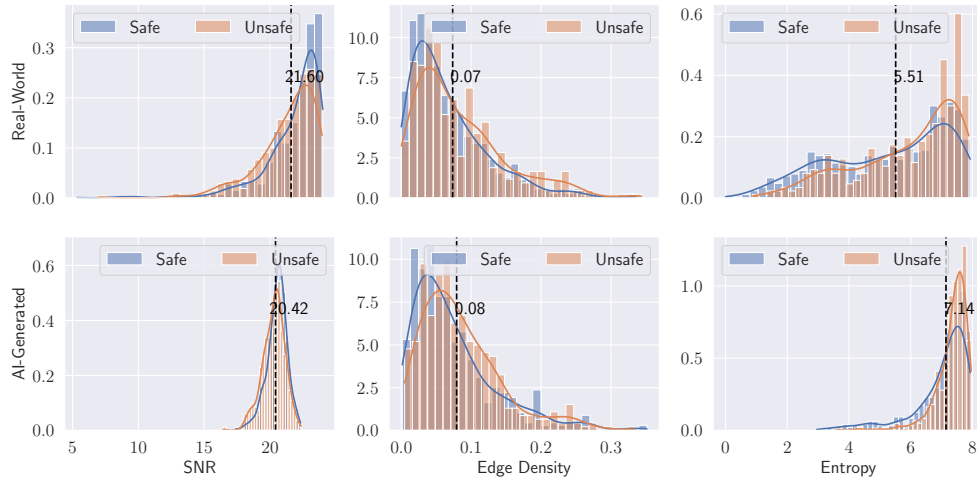 Safe Unsafe
Safe Unsafe
Safe Unsafe
Real-World
0.3
0.2
0.1
0.0
21.60
10.0
7.5
5.0
2.5
0.0
0.07
0.6
0.4
0.2
0.0
5.51
Safe Unsafe
Safe Unsafe
Safe Unsafe
AI-Generated
0.6
0.4
0.2
0.0
20.42
5 10 15 20
SNR
10.0
7.5
5.0
2.5
0.0
0.08
0.0 0.1 0.2 0.3
Edge Density
1.0
0.5
0.0
7.14
0 2 4 6 8
Entropy